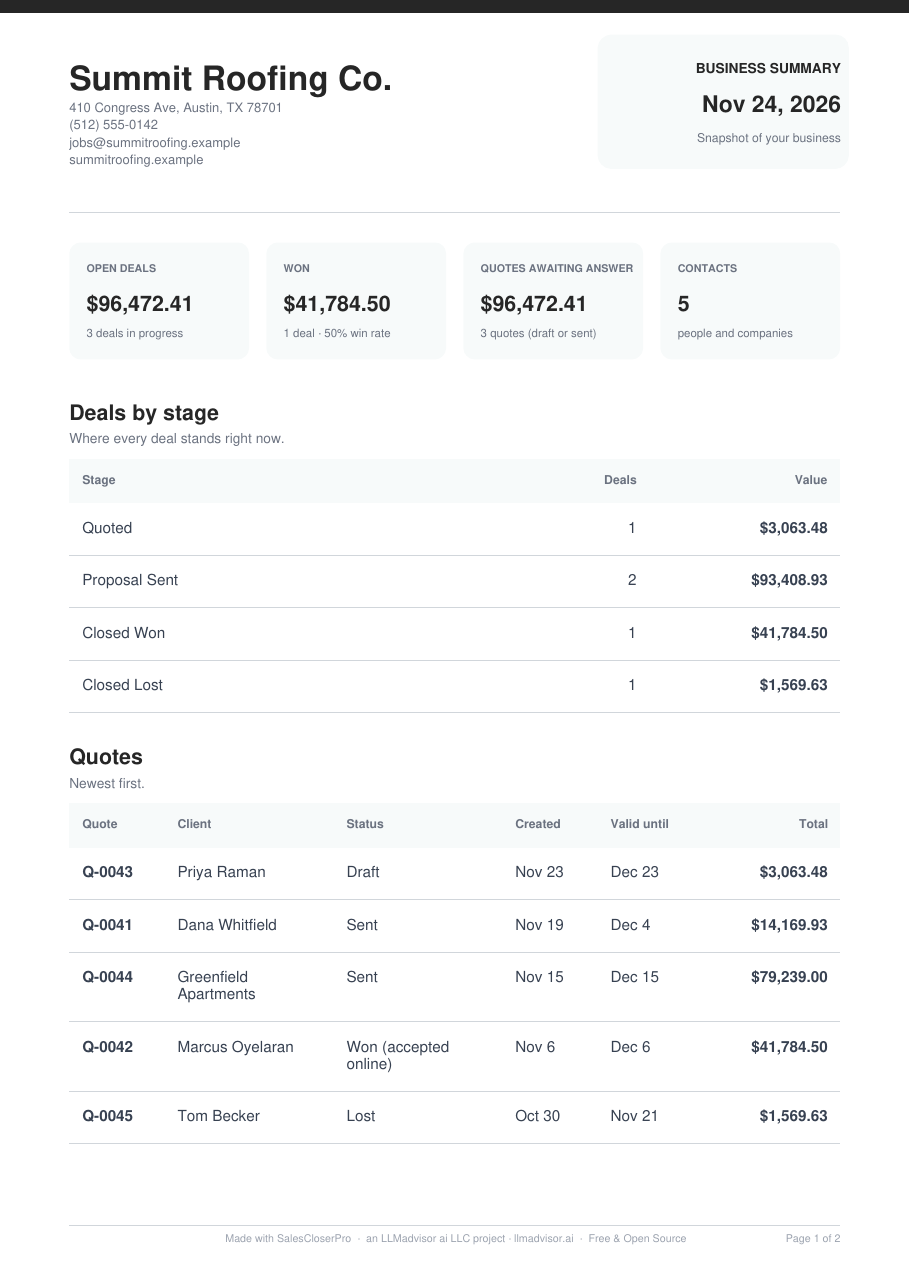 Summit Roofing Co.
410 Congress Ave, Austin, TX 78701
(512) 555-0142
jobs@summitroofing.example
summitroofing.example
BUSINESS SUMMARY
Nov 24, 2026
Snapshot of your business
OPEN DEALS
$96,472.41
3 deals in progress
WON
$41,784.50
1 deal · 50% win rate
QUOTES AWAITING ANSWER
$96,472.41
3 quotes (draft or sent)
CONTACTS
5
people and companies
Deals by stage
Where every deal stands right now.
Stage Deals Value
Quoted 1 $3,063.48
Proposal Sent 2 $93,408.93
Closed Won 1 $41,784.50
Closed Lost 1 $1,569.63
Quotes
Newest first.
Quote Client Status Created Valid until Total
Q-0043 Priya Raman Draft Nov 23 Dec 23 $3,063.48
Q-0041 Dana Whitfield Sent Nov 19 Dec 4 $14,169.93
Q-0044 Greenfield Sent Nov 15 Dec 15 $79,239.00
Apartments
Q-0042 Marcus Oyelaran Won (accepted Nov 6 Dec 6 $41,784.50
online)
Q-0045 Tom Becker Lost Oct 30 Nov 21 $1,569.63
Made with SalesCloserPro · an LLMadvisor ai LLC project · llmadvisor.ai · Free & Open Source Page 1 of 2